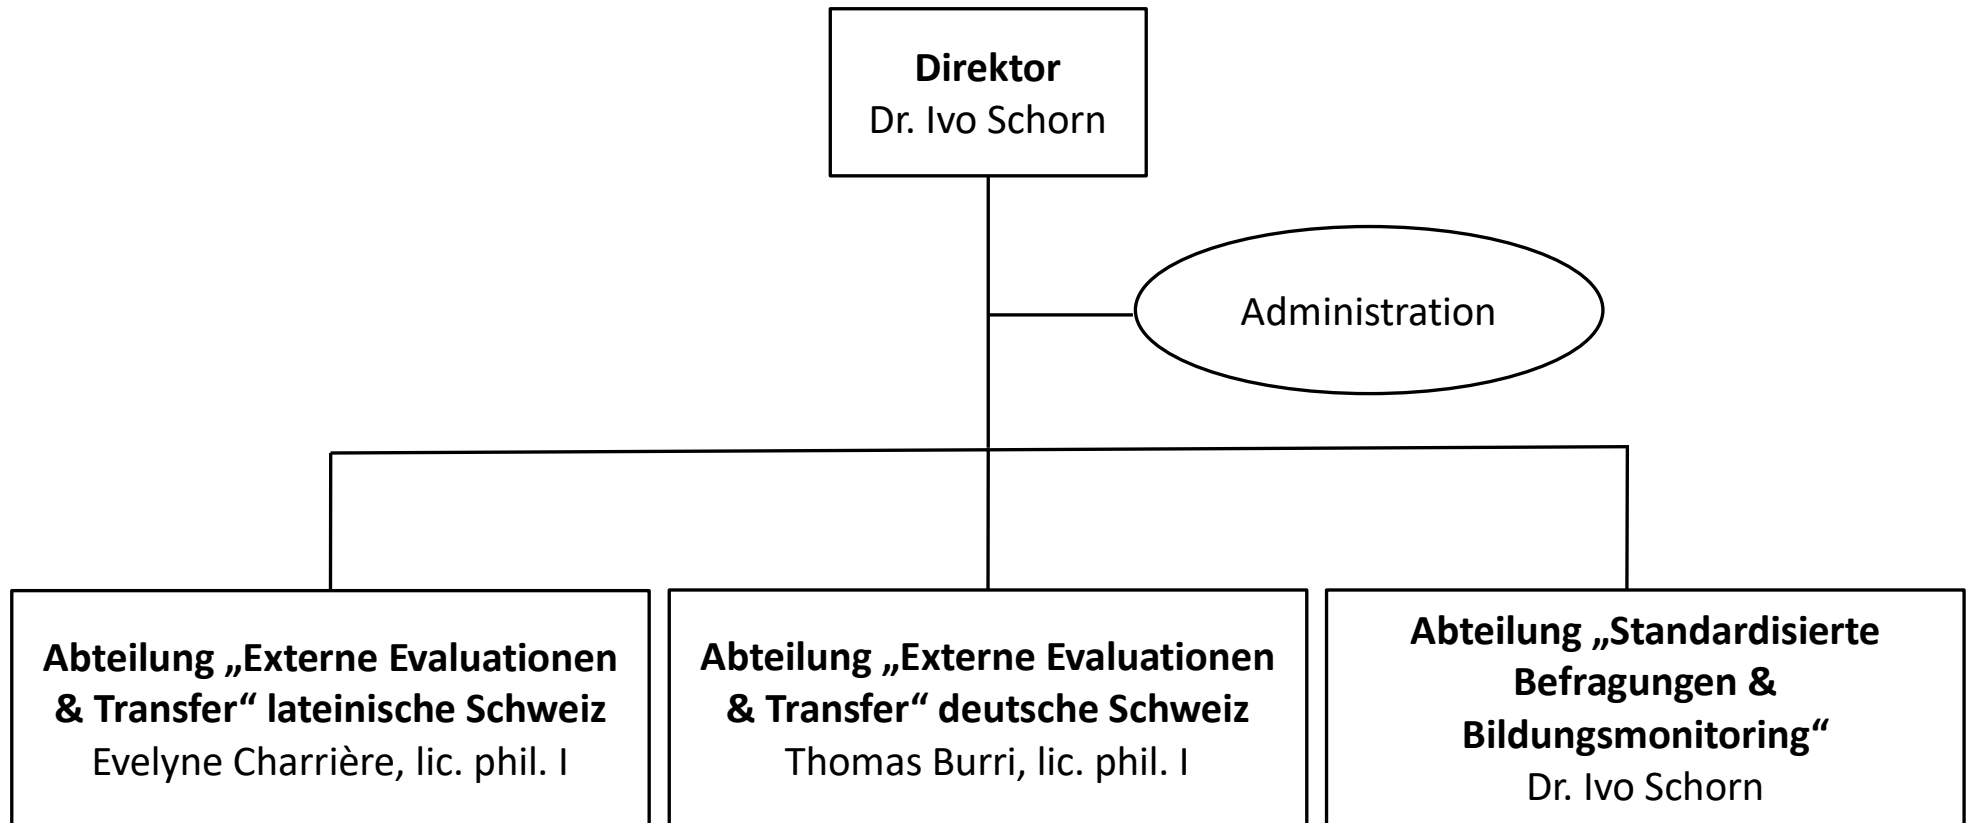 Direktor
Dr. Ivo Schorn
Administration
Abteilung „Externe Evaluationen
& Transfer“ lateinische Schweiz
Evelyne Charrière, lic. phil. I
Abteilung „Externe Evaluationen
& Transfer“ deutsche Schweiz
Thomas Burri, lic. phil. I
Abteilung „Standardisierte
Befragungen &
Bildungsmonitoring“
Dr. Ivo Schorn